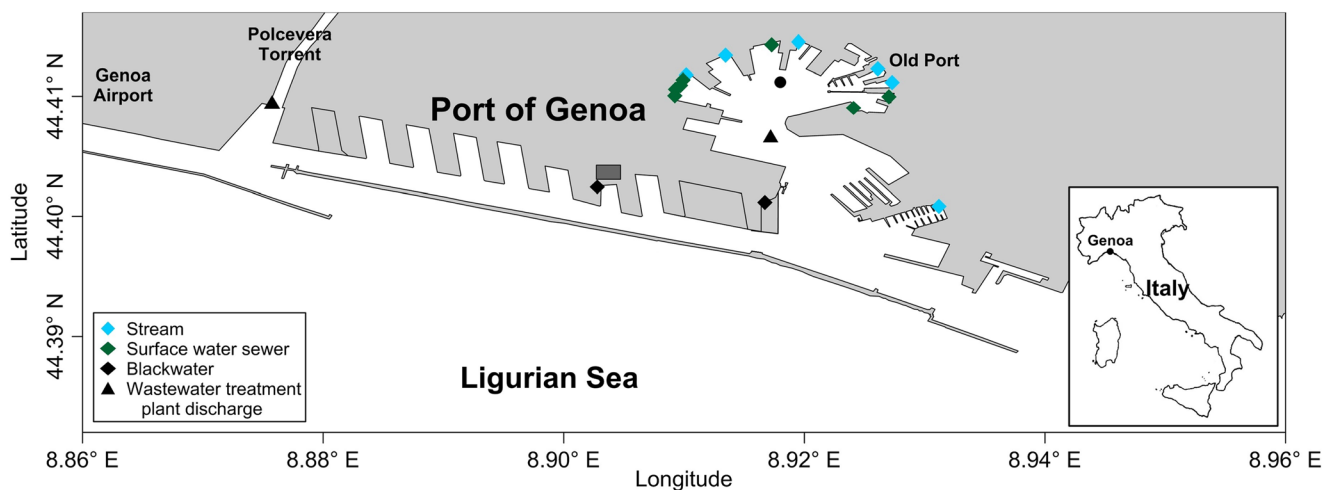 Polcevera
Torrent
Genoa
Airport
Old Port
Port of Genoa
44.41° N
44.40° N
44.39° N
Latitude
Genoa
Italy
Stream
Surface water sewer
Blackwater
Wastewater treatment
plant discharge
Ligurian Sea
8.86° E
8.88° E
8.90° E
8.92° E
8.94° E
8.96° E
Longitude